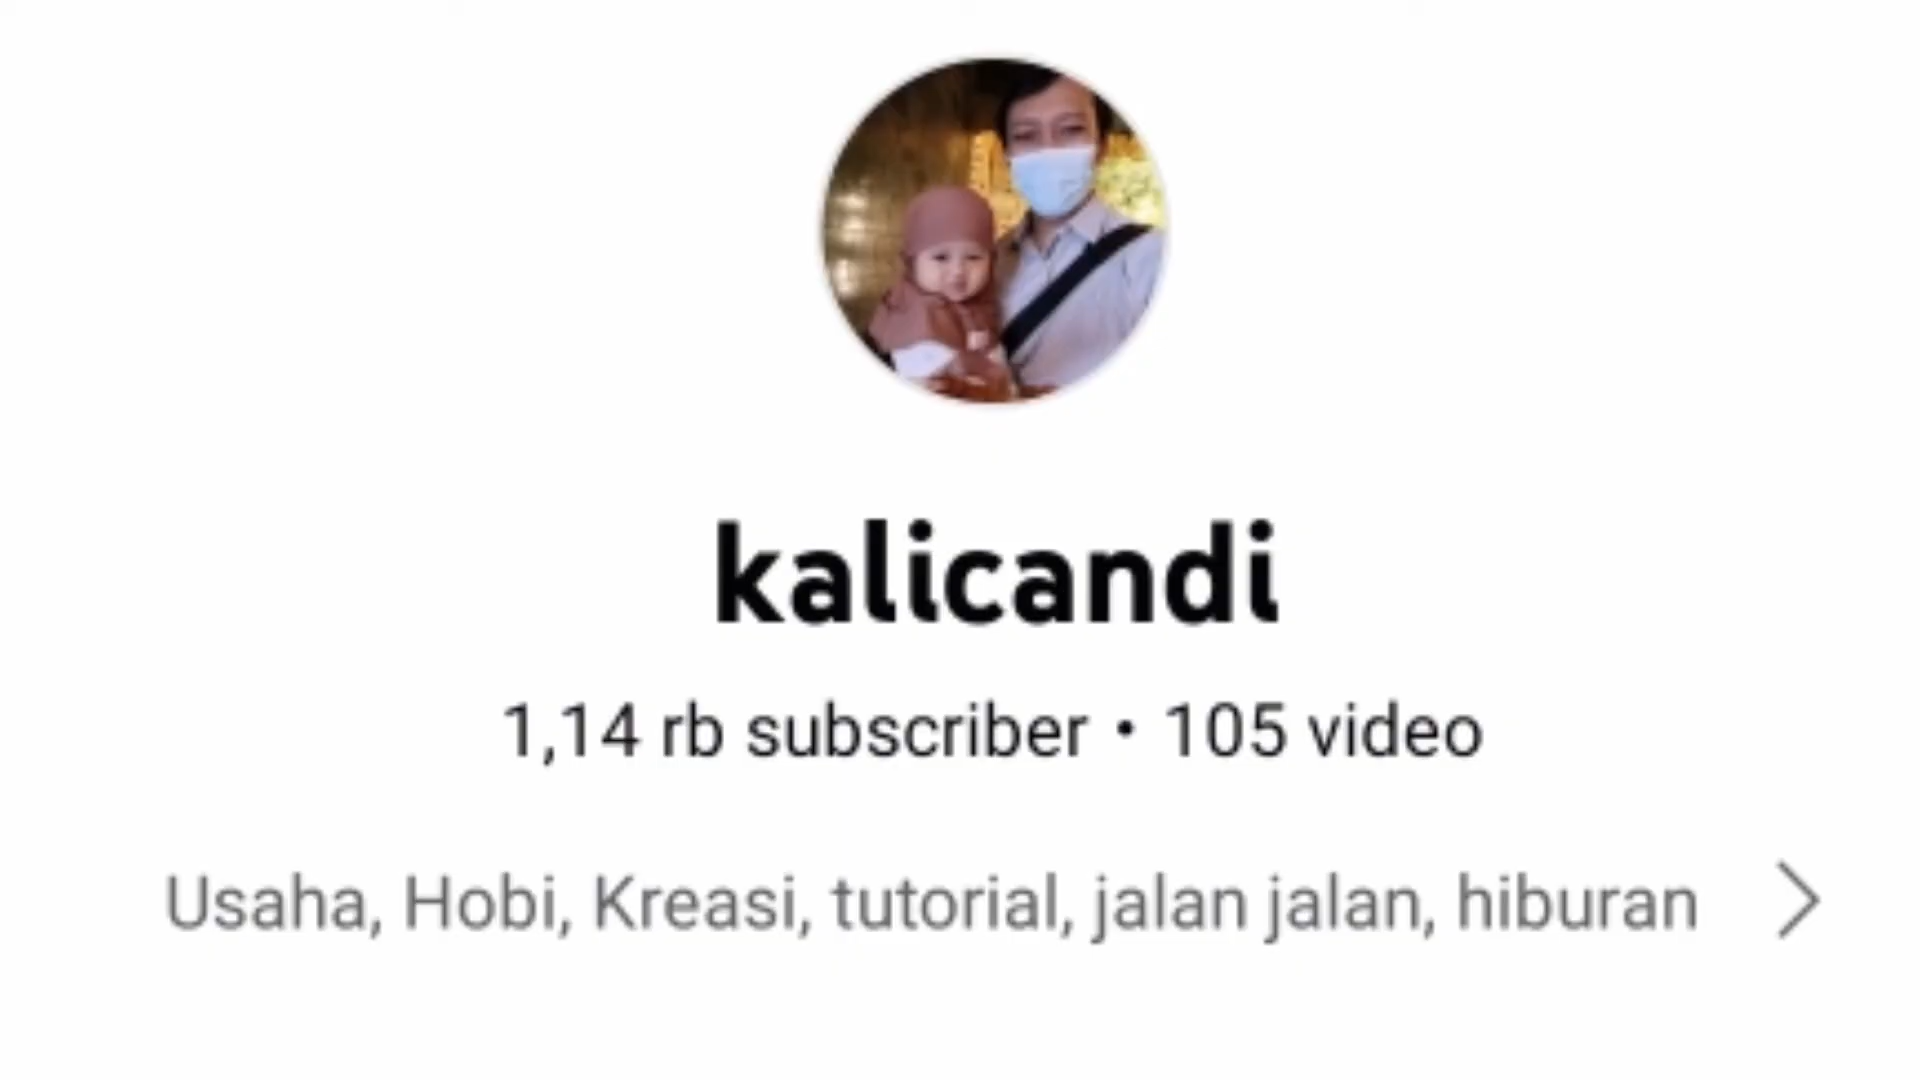 kalicandi
1,14 rb subscriber • 105 video
Usaha, Hobi, Kreasi, tutorial, jalan jalan, hiburan